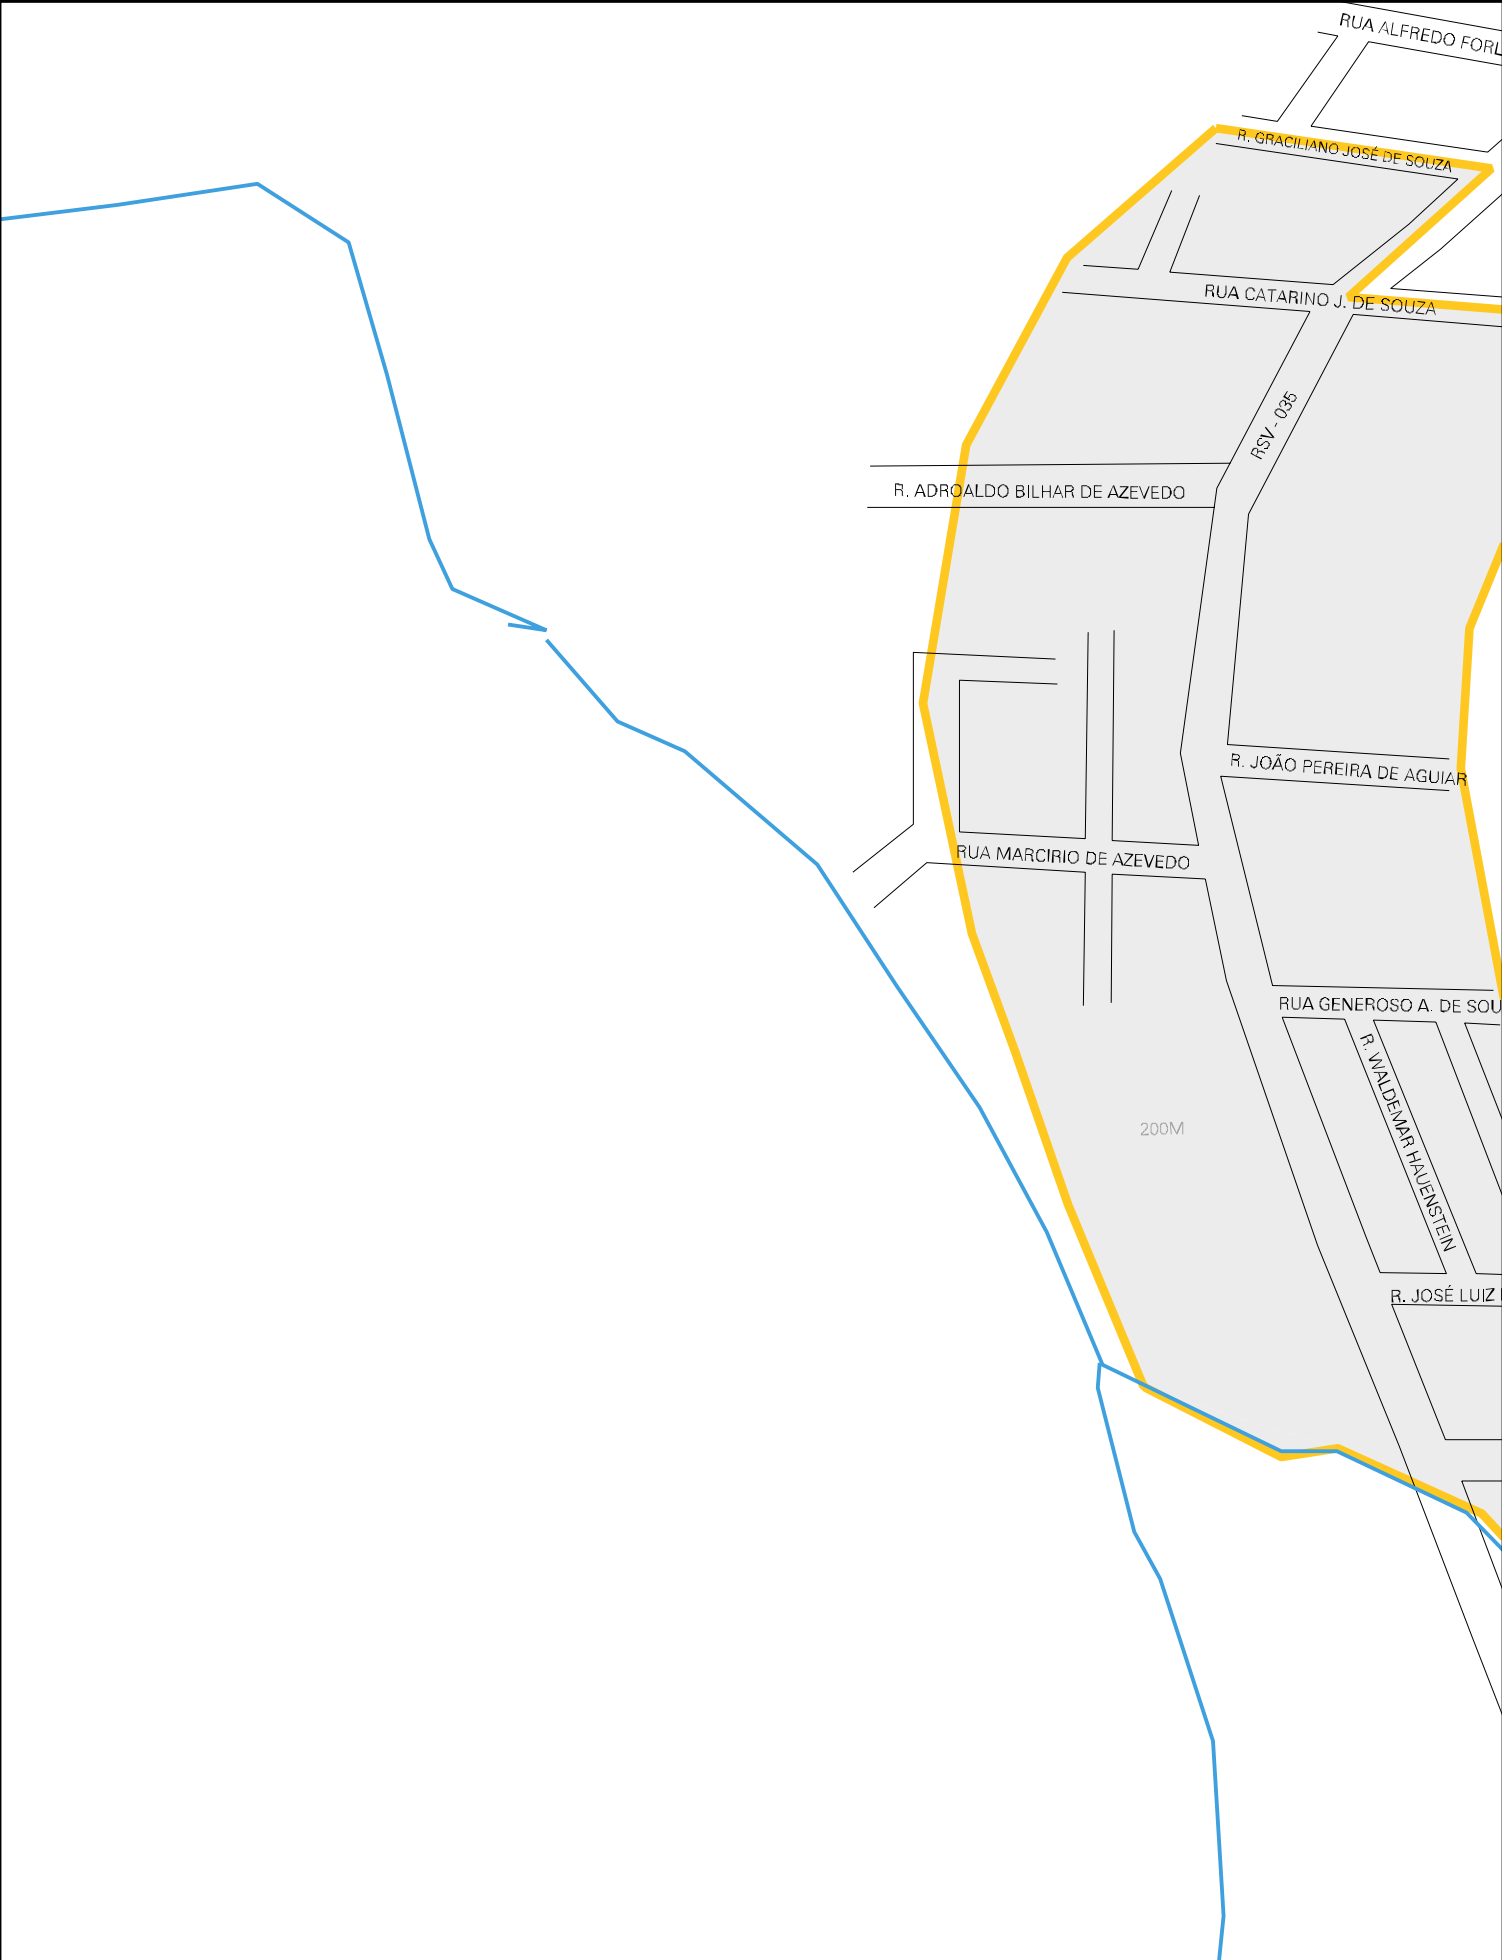 RUA ALFREDO FORL
R. GRACILIANO JOSÉ DE SOUZA
RUA CATARINO J. DE SOUZA
RSV - 035
R. ADROALDO BILHAR DE AZEVEDO
R. JOÃO PEREIRA DE AGUIAR
RUA MARCIRIO DE AZEVEDO
RUA GENEROSO A. DE SOU
R. WALDEMAR HAUENSTEIN
200M
R. JOSÉ LUIZ